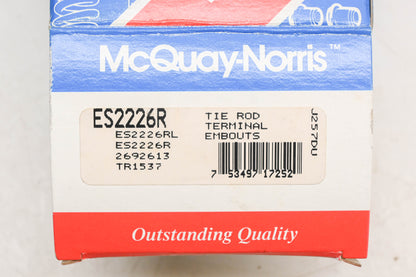 McQuay-Norris™
ES2226R
ES2226RL
ES2226R
2692613
TR1537
TIE ROD
TERMINAL
EMBOUTS
7 53497 17252
J257DU
Outstanding Quality